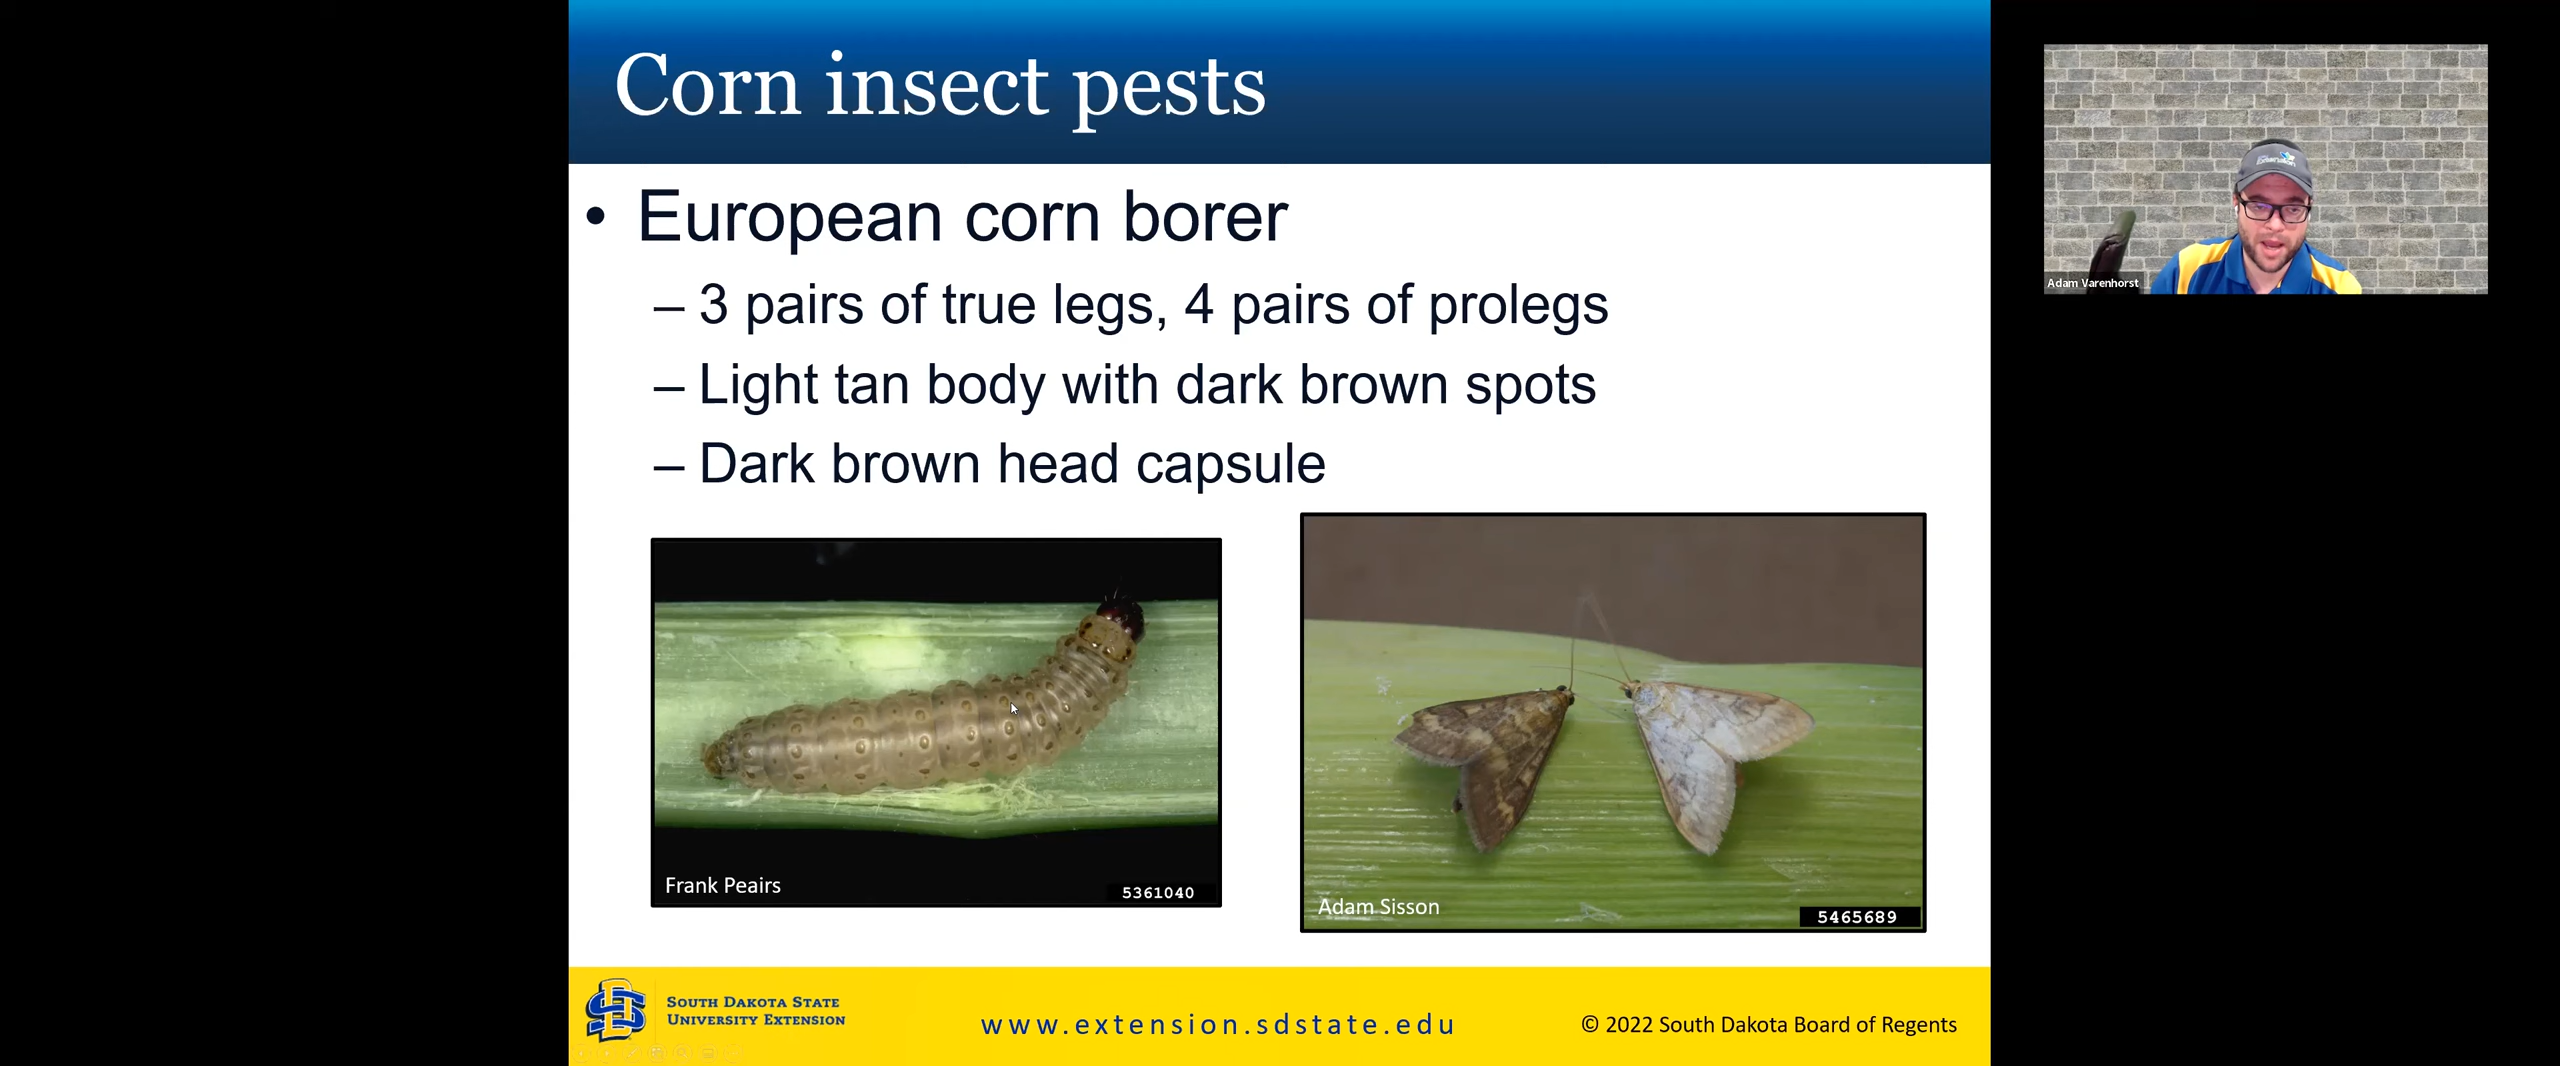 Corn insect pests
• European corn borer
– 3 pairs of true legs, 4 pairs of prolegs
– Light tan body with dark brown spots
– Dark brown head capsule
Frank Peairs
5361040
Adam Sisson
5465689
SOUTH DAKOTA STATE
UNIVERSITY EXTENSION
www.extension.sdstate.edu
© 2022 South Dakota Board of Regents
Extension
Adam Varenhorst